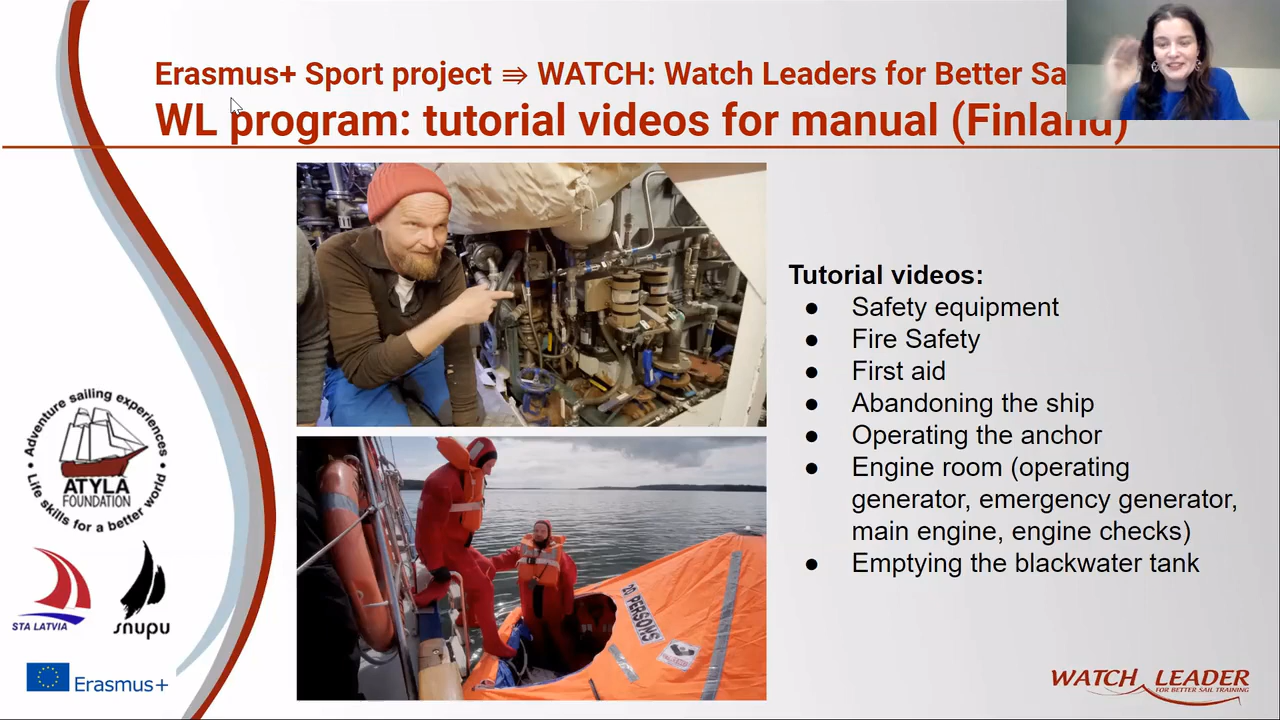 Erasmus+ Sport project ⇛ WATCH: Watch Leaders for Better Sa
WL program: tutorial videos for manual (Finland)
Tutorial videos:
● Safety equipment
● Fire Safety
● First aid
● Abandoning the ship
● Operating the anchor
● Engine room (operating
generator, emergency generator,
main engine, engine checks)
● Emptying the blackwater tank
20 PERSONS
• Adventure sailing experiences •
Life skills for a better world
ATYLA
FOUNDATION
STA LATVIA
snupu
Erasmus+
WATCH LEADER
FOR BETTER SAIL TRAINING